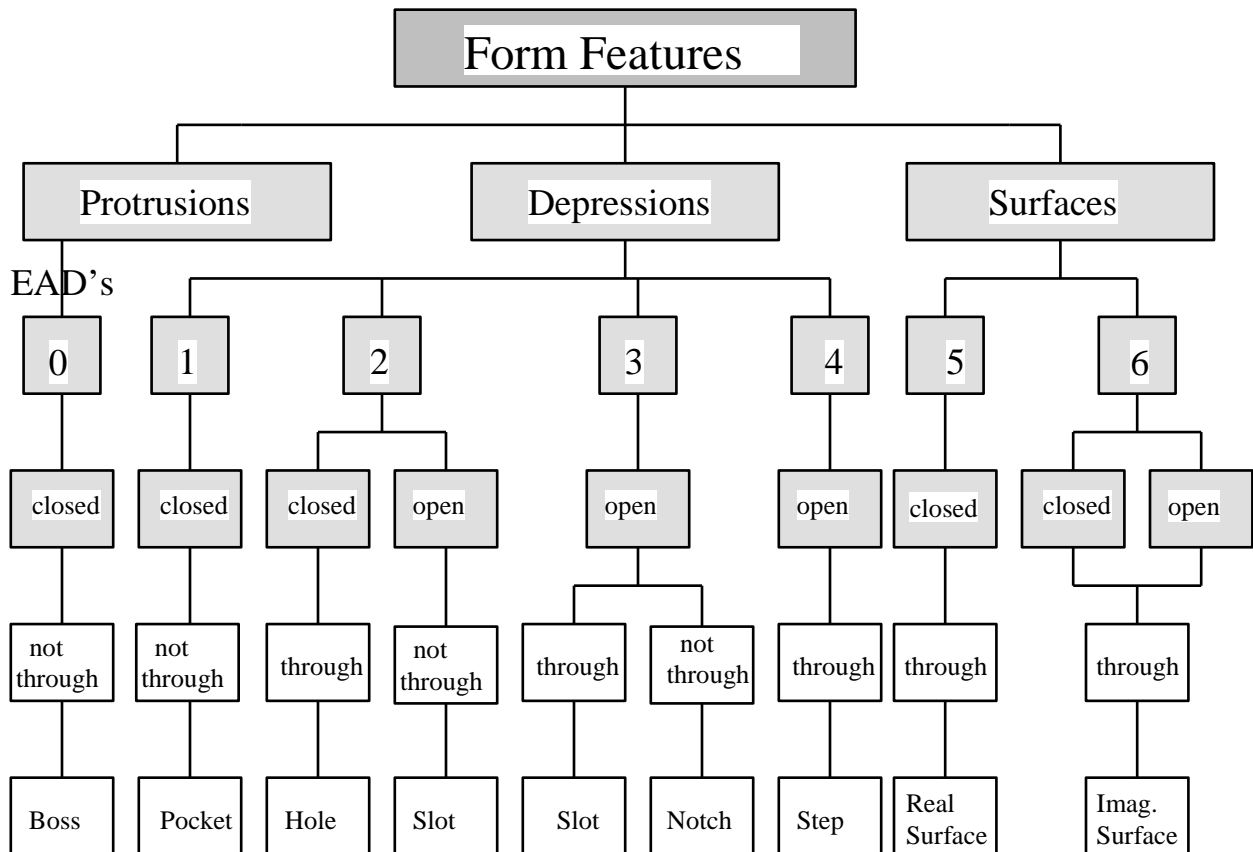 Form Features
Protrusions
Depressions
Surfaces
EAD’s
0
1
2
3
4
5
6
closed
closed
closed
open
open
open
closed
closed
open
not
through
not
through
through
not
through
through
not
through
through
through
through
Boss
Pocket
Hole
Slot
Slot
Notch
Step
Real
Surface
Imag.
Surface